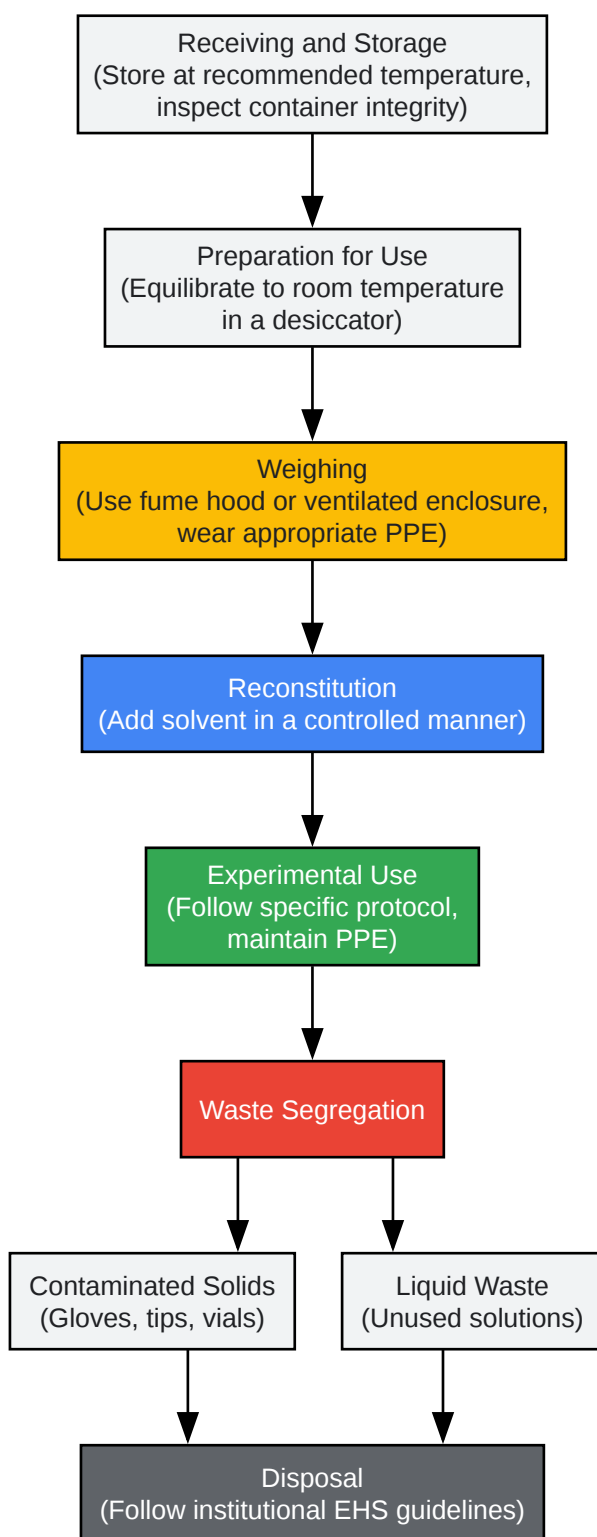 Receiving and Storage
(Store at recommended temperature,
inspect container integrity)
Preparation for Use
(Equilibrate to room temperature
in a desiccator)
Weighing
(Use fume hood or ventilated enclosure,
wear appropriate PPE)
Reconstitution
(Add solvent in a controlled manner)
Experimental Use
(Follow specific protocol,
maintain PPE)
Waste Segregation
Contaminated Solids
(Gloves, tips, vials)
Liquid Waste
(Unused solutions)
Disposal
(Follow institutional EHS guidelines)